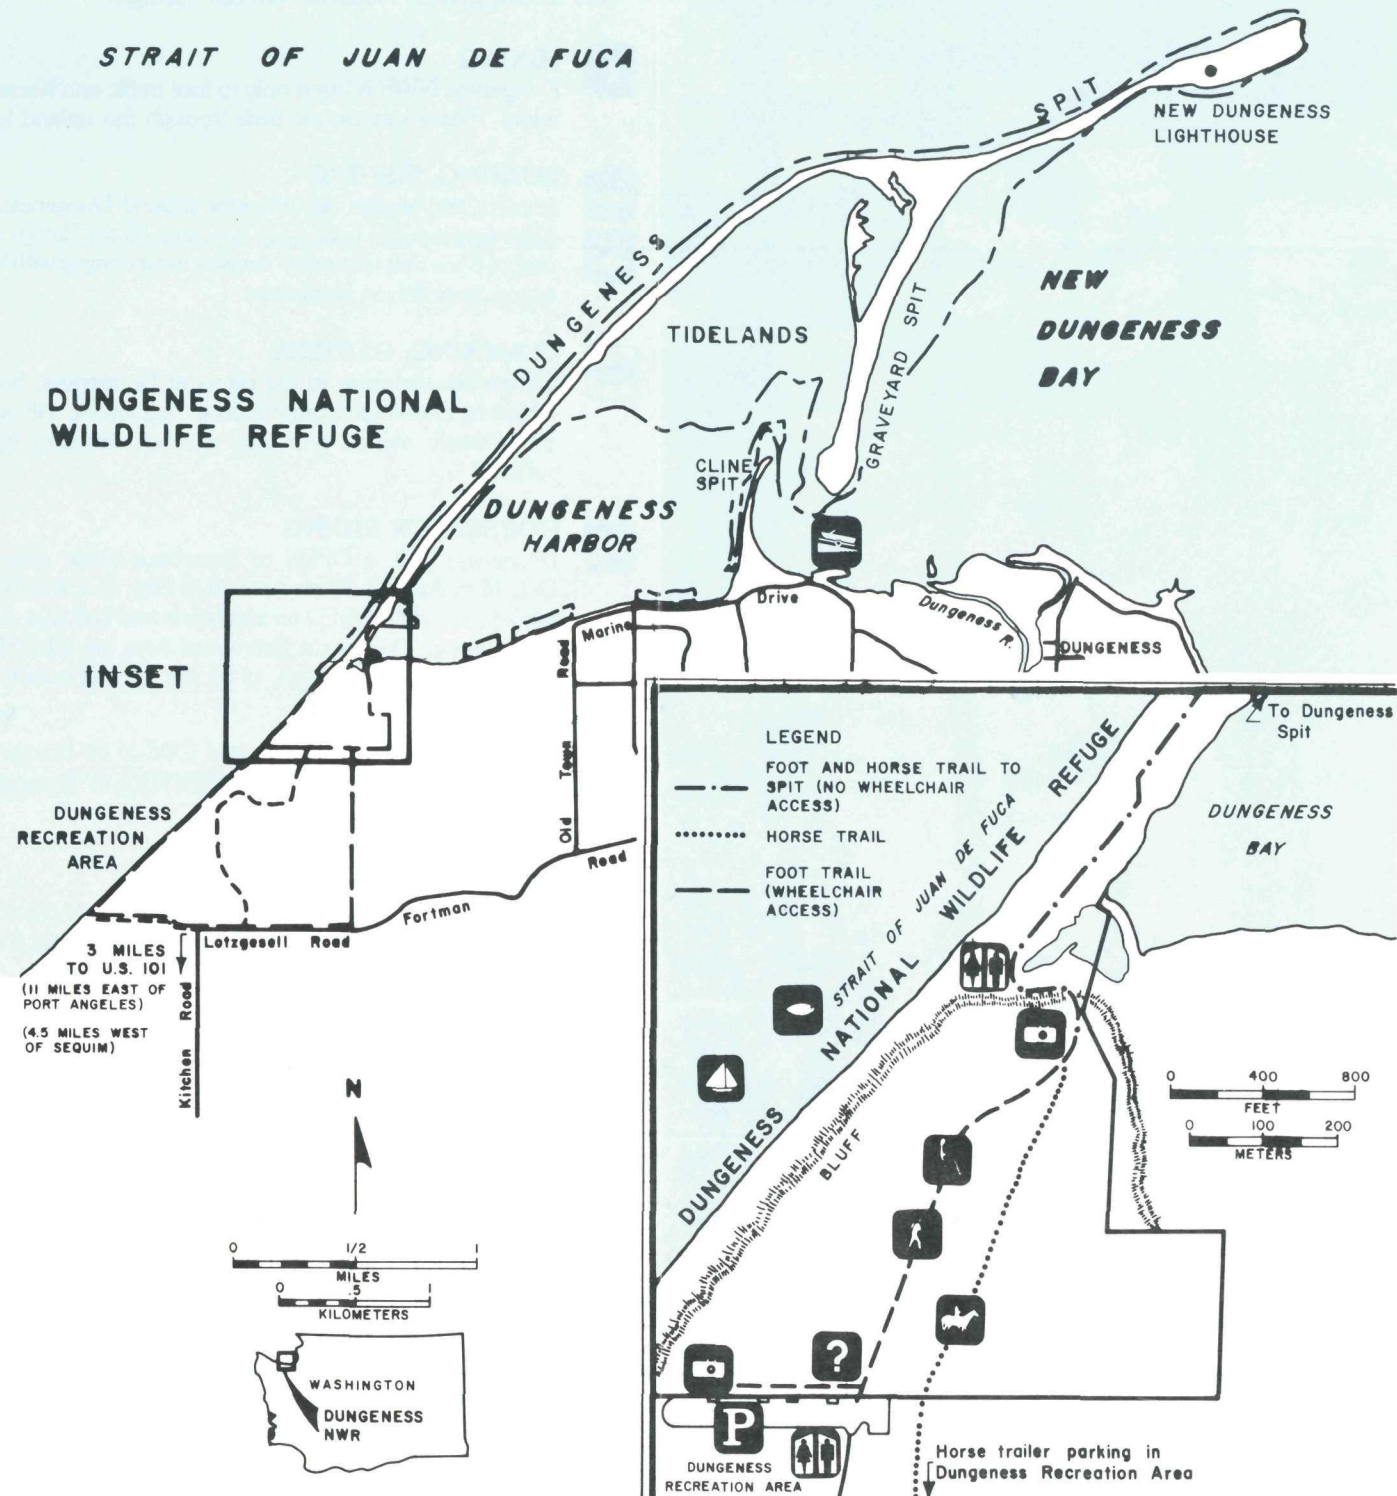 STRAIT OF JUAN DE FUCA
SPIT
NEW DUNGENESS
LIGHTHOUSE
DUNGENESS
TIDELANDS
GRAVEYARD SPIT
NEW
DUNGENESS
BAY
DUNGENESS NATIONAL
WILDLIFE REFUGE
CLINE
SPIT
DUNGENESS
HARBOR
Marine
Drive
Dungeness R.
DUNGENESS
INSET
Old Town Road
DUNGENESS
RECREATION
AREA
Fortman
Road
Lotzgesell Road
3 MILES
TO U.S. 101
(11 MILES EAST OF
PORT ANGELES)
(4.5 MILES WEST
OF SEQUIM)
Kitchen Road
N
0 1/2 1
MILES
0 .5 1
KILOMETERS
WASHINGTON
DUNGENESS
NWR
LEGEND
FOOT AND HORSE TRAIL TO
SPIT (NO WHEELCHAIR
ACCESS)
HORSE TRAIL
FOOT TRAIL
(WHEELCHAIR
ACCESS)
To Dungeness
Spit
DUNGENESS
BAY
STRAIT OF JUAN DE FUCA
DUNGENESS NATIONAL WILDLIFE REFUGE
BLUFF
0 400 800
FEET
0 100 200
METERS
?
P
DUNGENESS
RECREATION AREA
Horse trailer parking in
Dungeness Recreation Area